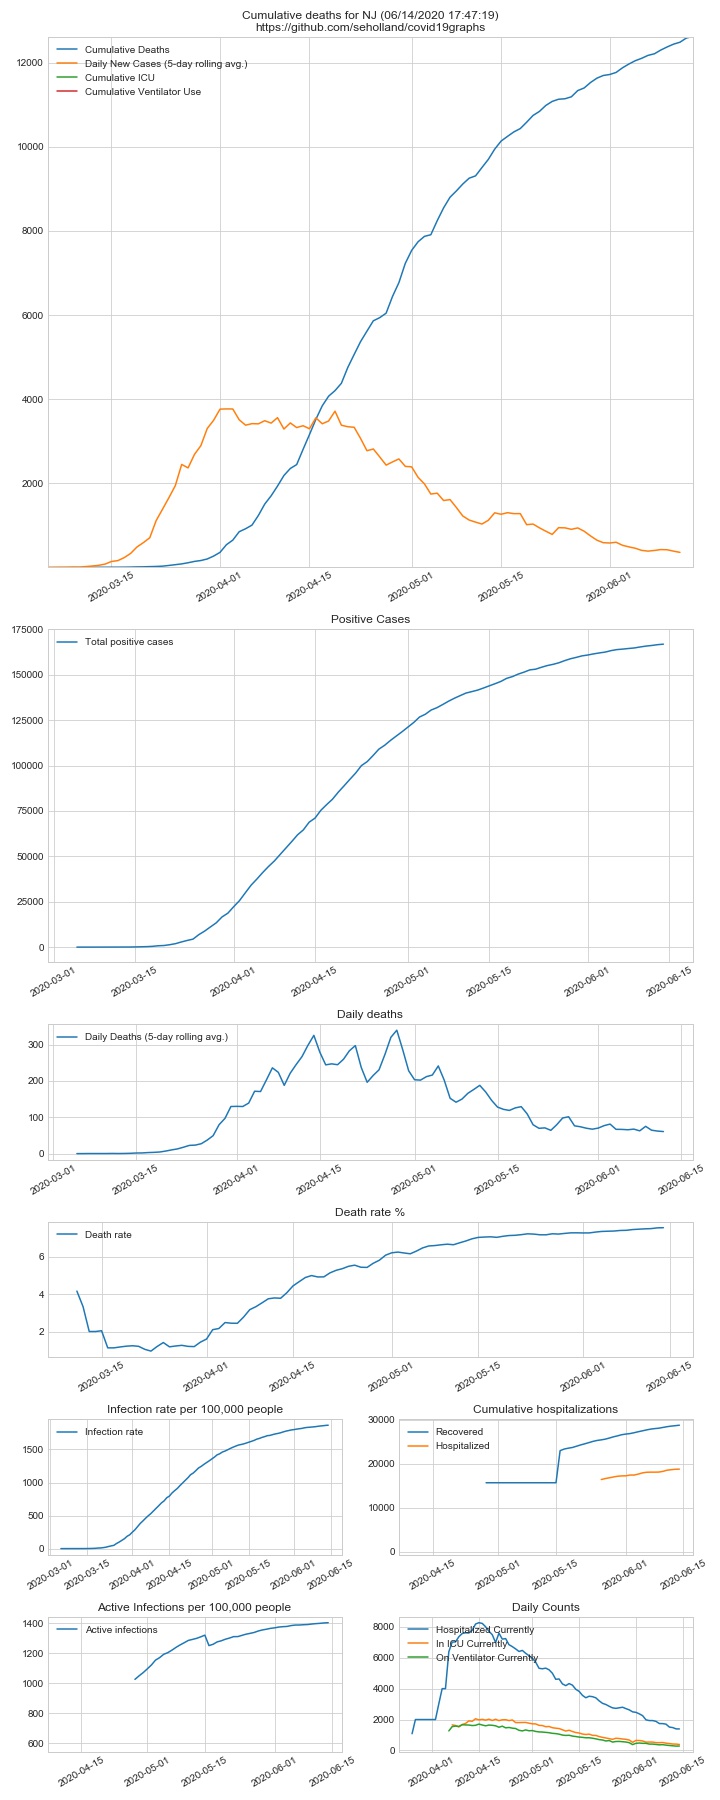 Cumulative deaths for NJ (06/14/2020 17:47:19)
https://github.com/seholland/covid19graphs
Cumulative Deaths
Daily New Cases (5-day rolling avg.)
Cumulative ICU
Cumulative Ventilator Use
12000
10000
8000
6000
4000
2000
2020-03-15 2020-04-01 2020-04-15 2020-05-01 2020-05-15 2020-06-01
Positive Cases
Total positive cases
175000
150000
125000
100000
75000
50000
25000
0
2020-03-01 2020-03-15 2020-04-01 2020-04-15 2020-05-01 2020-05-15 2020-06-01 2020-06-15
Daily deaths
Daily Deaths (5-day rolling avg.)
300
200
100
0
2020-03-01 2020-03-15 2020-04-01 2020-04-15 2020-05-01 2020-05-15 2020-06-01 2020-06-15
Death rate %
Death rate
6
4
2
2020-03-15 2020-04-01 2020-04-15 2020-05-01 2020-05-15 2020-06-01 2020-06-15
Infection rate per 100,000 people
Infection rate
1500
1000
500
0
2020-03-01 2020-03-15 2020-04-01 2020-04-15 2020-05-01 2020-05-15 2020-06-01 2020-06-15
Cumulative hospitalizations
Recovered
Hospitalized
30000
20000
10000
0
2020-04-15 2020-05-01 2020-05-15 2020-06-01 2020-06-15
Active Infections per 100,000 people
Active infections
1400
1200
1000
800
600
2020-04-15 2020-05-01 2020-05-15 2020-06-01 2020-06-15
Daily Counts
Hospitalized Currently
In ICU Currently
On Ventilator Currently
8000
6000
4000
2000
0
2020-04-01 2020-04-15 2020-05-01 2020-05-15 2020-06-01 2020-06-15